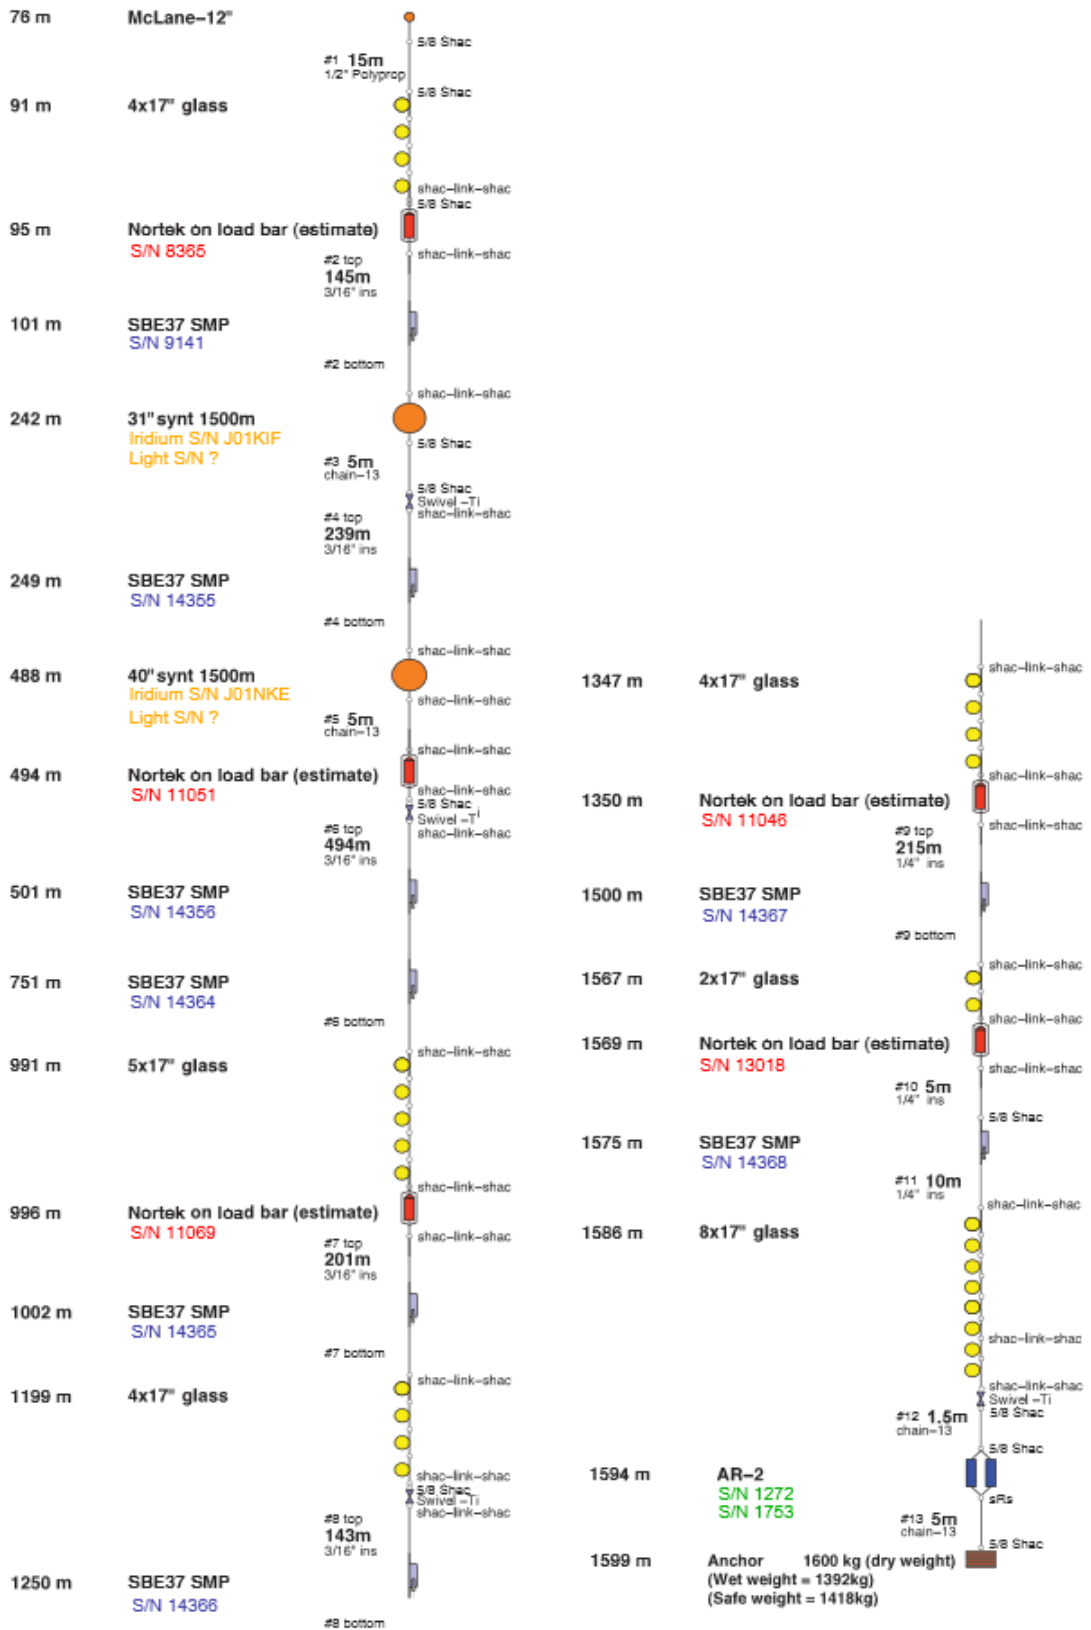 76 m McLane–12"
5/8 Shac
#1 15m
1/2" Polyprop
5/8 Shac
91 m 4x17" glass
shac–link–shac
5/8 Shac
95 m Nortek on load bar (estimate)
S/N 8365
shac–link–shac
#2 top
145m
3/16" ins
101 m SBE37 SMP
S/N 9141
#2 bottom
shac–link–shac
242 m 31" synt 1500m
Iridium S/N J01KIF
Light S/N ?
5/8 Shac
#3 5m
chain–13
5/8 Shac
Swivel –Ti
shac–link–shac
#4 top
239m
3/16" ins
249 m SBE37 SMP
S/N 14355
#4 bottom
shac–link–shac
488 m 40" synt 1500m
Iridium S/N J01NKE
Light S/N ?
shac–link–shac
#5 5m
chain–13
shac–link–shac
494 m Nortek on load bar (estimate)
S/N 11051
shac–link–shac
5/8 Shac
Swivel –Ti
shac–link–shac
#6 top
494m
3/16" ins
501 m SBE37 SMP
S/N 14356
751 m SBE37 SMP
S/N 14364
#6 bottom
shac–link–shac
991 m 5x17" glass
shac–link–shac
996 m Nortek on load bar (estimate)
S/N 11069
shac–link–shac
#7 top
201m
3/16" ins
1002 m SBE37 SMP
S/N 14365
#7 bottom
shac–link–shac
1199 m 4x17" glass
shac–link–shac
5/8 Shac
Swivel –Ti
shac–link–shac
#8 top
143m
3/16" ins
1250 m SBE37 SMP
S/N 14366
#8 bottom
shac–link–shac
1347 m 4x17" glass
shac–link–shac
1350 m Nortek on load bar (estimate)
S/N 11046
shac–link–shac
#9 top
215m
1/4" ins
1500 m SBE37 SMP
S/N 14367
#9 bottom
shac–link–shac
1567 m 2x17" glass
shac–link–shac
1569 m Nortek on load bar (estimate)
S/N 13018
shac–link–shac
#10 5m
1/4" ins
5/8 Shac
1575 m SBE37 SMP
S/N 14368
#11 10m
1/4" ins
shac–link–shac
1586 m 8x17" glass
shac–link–shac
shac–link–shac
Swivel –Ti
5/8 Shac
#12 1.5m
chain–13
5/8 Shac
1594 m AR–2
S/N 1272
S/N 1753
sRs
#13 5m
chain–13
5/8 Shac
1599 m Anchor 1600 kg (dry weight)
(Wet weight = 1392kg)
(Safe weight = 1418kg)